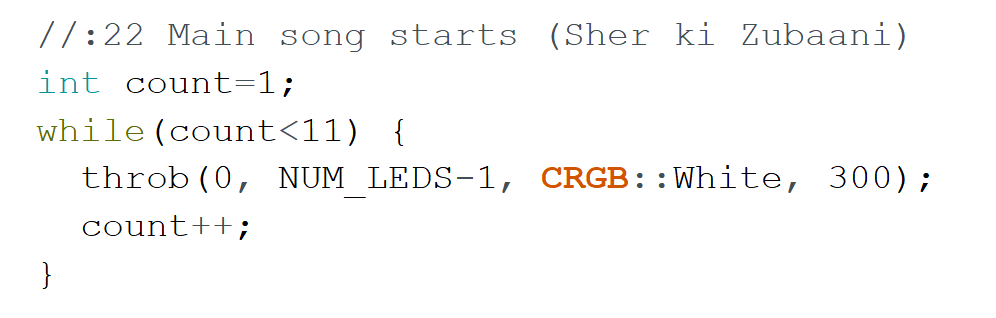 //:22 Main song starts (Sher ki Zubaani)
int count=1;
while(count<11) {
  throb(0, NUM_LEDS-1, CRGB::White, 300);
  count++;
}